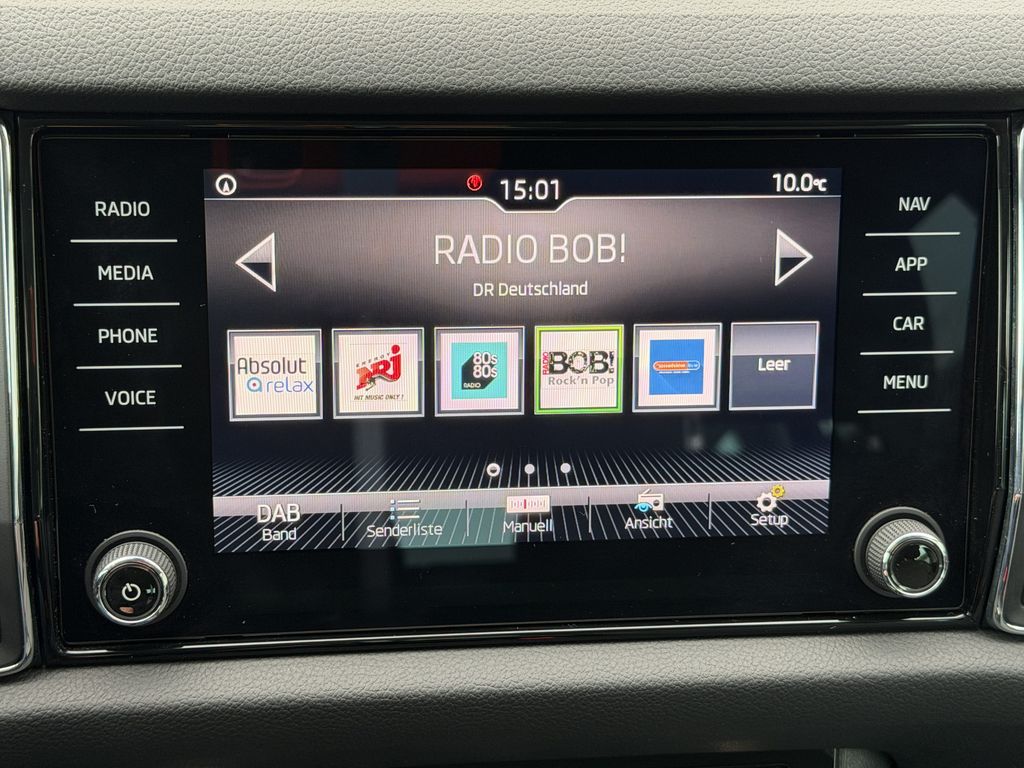 RADIO
MEDIA
PHONE
VOICE
15:01
10.0°C
RADIO BOB!
DR Deutschland
Absolut
relax
ENERGY
NRJ
HIT MUSIC ONLY!
80s
80s
RADIO
RADIO
BOB!
Rock'n Pop
Leer
DAB
Band
Senderliste
Manuell
Ansicht
Setup
NAV
APP
CAR
MENU